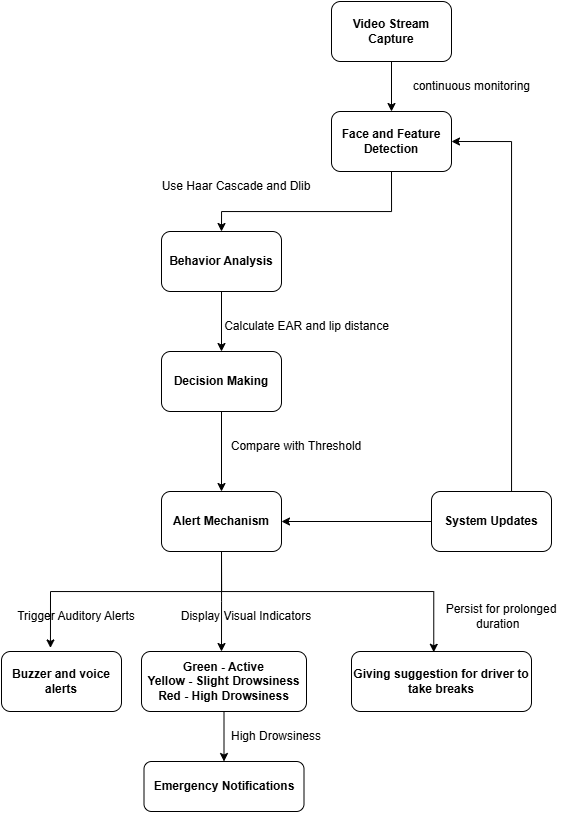 Video Stream
Capture
continuous monitoring
Face and Feature
Detection
Use Haar Cascade and Dlib
Behavior Analysis
Calculate EAR and lip distance
Decision Making
Compare with Threshold
Alert Mechanism
System Updates
Trigger Auditory Alerts
Display Visual Indicators
Persist for prolonged
duration
Buzzer and voice
alerts
Green - Active
Yellow - Slight Drowsiness
Red - High Drowsiness
Giving suggestion for driver to
take breaks
High Drowsiness
Emergency Notifications